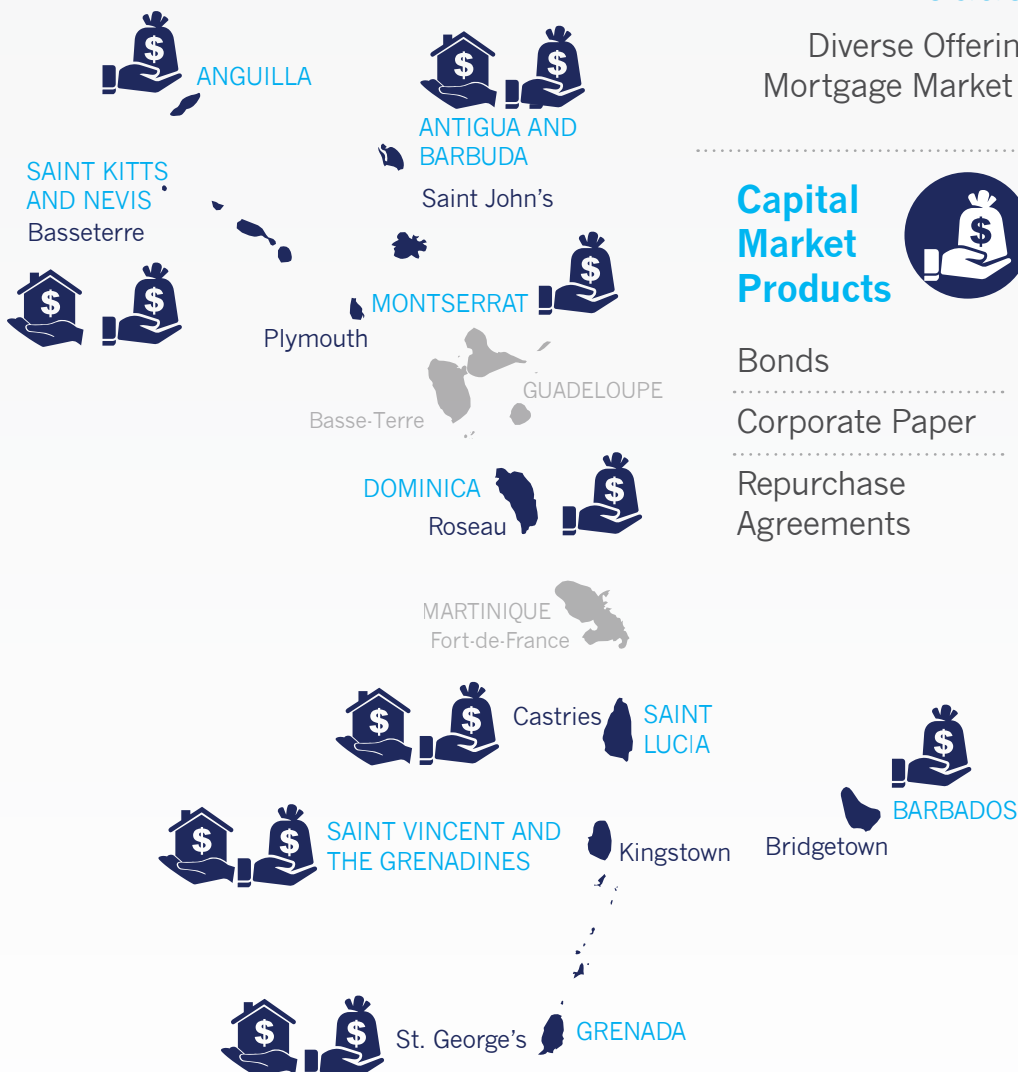 Diverse
Mortgage Market
ANGUILLA
$
$
$
ANTIGUA AND
BARBUDA
Saint John's
SAINT KITTS
AND NEVIS
Basseterre
$
$
Capital
Market
Products
$
MONTSERRAT
$
Plymouth
GUADELOUPE
Basse-Terre
Bonds
Corporate Paper
Repurchase
Agreements
DOMINICA
Roseau
$
MARTINIQUE
Fort-de-France
$
$
Castries
SAINT
LUCIA
$
BARBADOS
Bridgetown
$
$
SAINT VINCENT AND
THE GRENADINES
Kingstown
$
$
St. George's
GRENADA